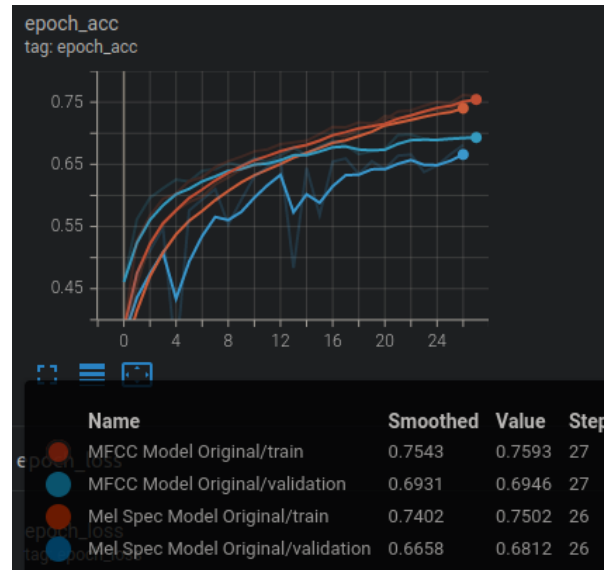 epoch_acc
tag: epoch_acc
0.75
0.65
0.55
0.45
0 4 8 12 16 20 24
Name Smoothed Value Step
epoch_loss
MFCC Model Original/train 0.7543 0.7593 27
MFCC Model Original/validation 0.6931 0.6946 27
Mel Spec Model Original/train 0.7402 0.7502 26
epoch_loss
Mel Spec Model Original/validation 0.6658 0.6812 26
tag: epoch_loss